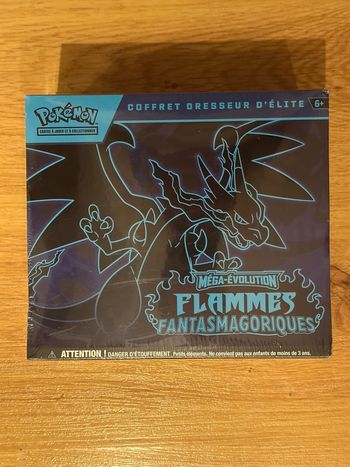 POKÉMON
CARTES À JOUER ET À COLLECTIONNER
COFFRET DRESSEUR D'ÉLITE
6+
MÉGA-ÉVOLUTION
FLAMMES
FANTASMAGORIQUES
ATTENTION ! DANGER D'ÉTOUFFEMENT. Petits éléments. Ne convient pas aux enfants de moins de 3 ans.